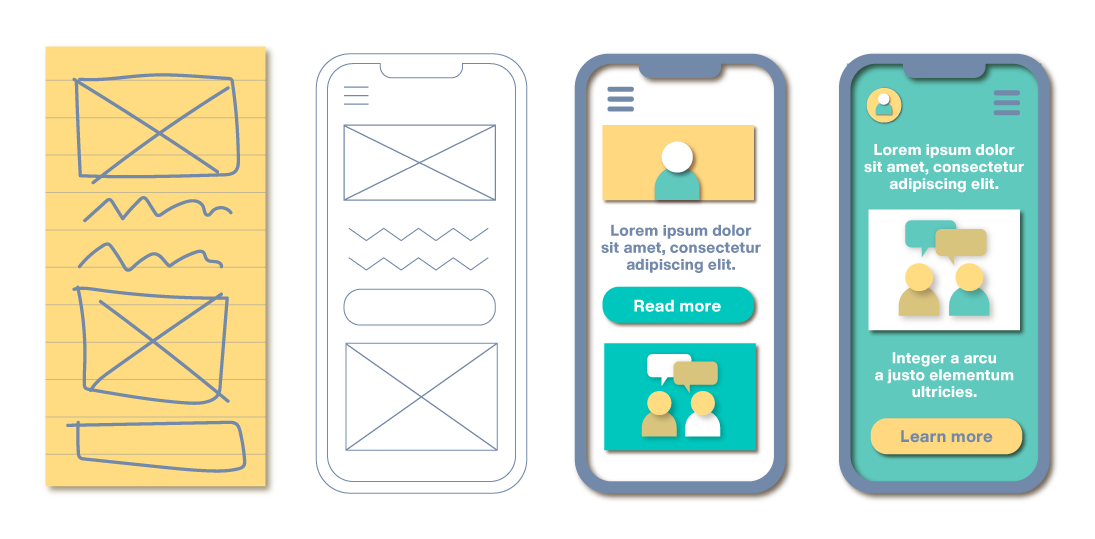 Lorem ipsum dolor
sit amet, consectetur
adipiscing elit.
Read more
Lorem ipsum dolor
sit amet, consectetur
adipiscing elit.
Integer a arcu
a justo elementum
ultricies.
Learn more